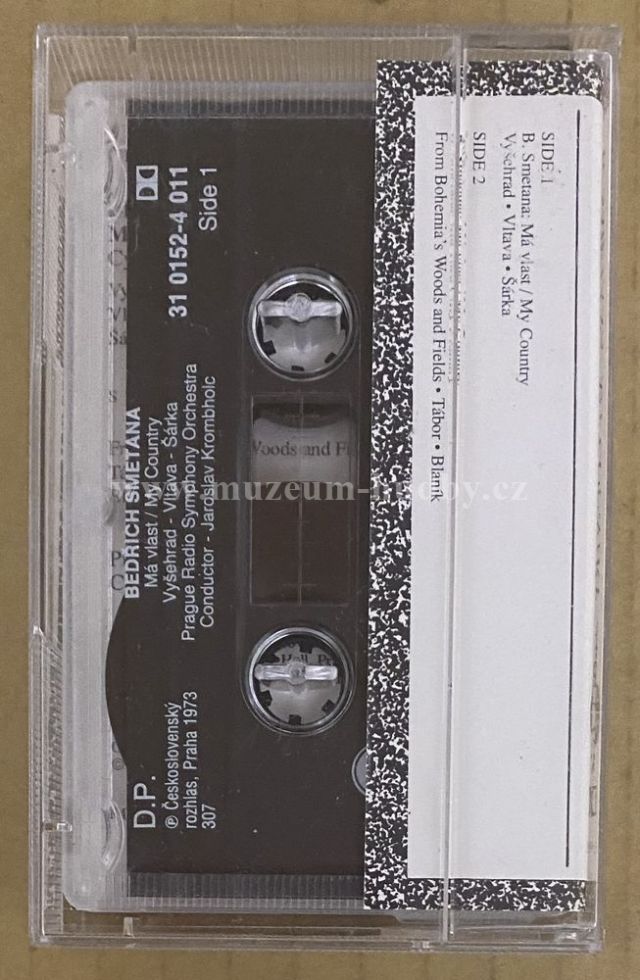 SIDE 1
B. Smetana: Má vlast / My Country
Vyšehrad • Vltava • Šárka
SIDE 2
From Bohemia's Woods and Fields • Tábor • Blaník
BEDRICH SMETANA
Má vlast / My Country
Vyšehrad - Vltava - Šárka
Prague Radio Symphony Orchestra
Conductor - Jaroslav Krombholc
31 0152-4 011
Side 1
D.P.
℗ Československý
rozhlas, Praha 1973
307
Woods and Fi
www.muzeum-hudby.cz